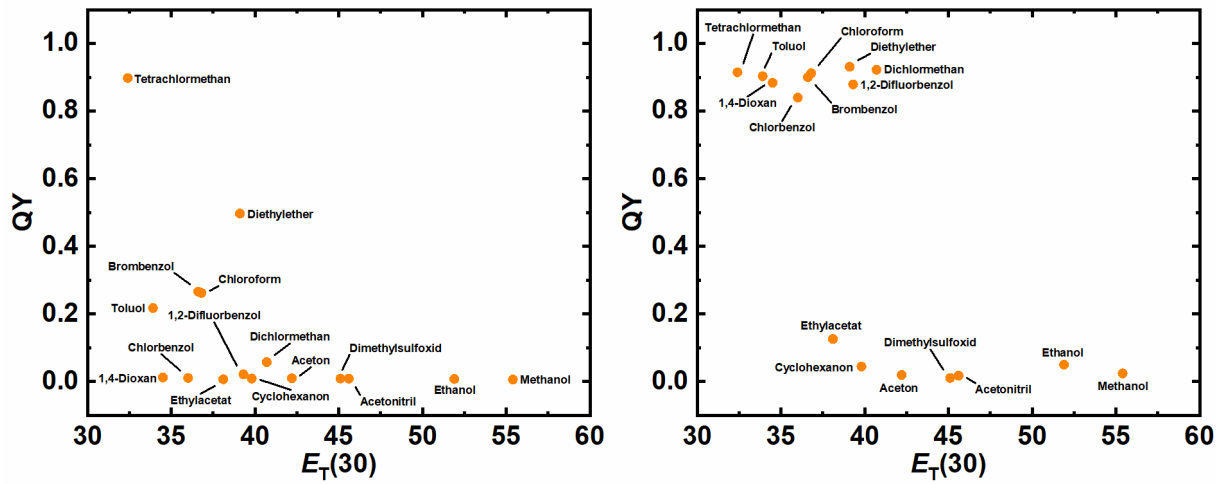 1.0
Tetrachlormethan
0.8
0.6
QY
Diethylether
0.4
Brombenzol
Chloroform
Toluol
0.2
1,2-Difluorbenzol
Dichlormethan
Chlorbenzol
Aceton
Dimethylsulfoxid
1,4-Dioxan
0.0
Ethylacetat
Cyclohexanon
Acetonitril
Ethanol
Methanol
30 35 40 45 50 55 60
ET(30)
1.0
Tetrachlormethan
Toluol
Chloroform
Diethylether
Dichlormethan
1,2-Difluorbenzol
1,4-Dioxan
Brombenzol
Chlorbenzol
0.8
0.6
QY
0.4
0.2
Ethylacetat
Cyclohexanon
Aceton
Dimethylsulfoxid
Acetonitril
Ethanol
Methanol
0.0
30 35 40 45 50 55 60
ET(30)